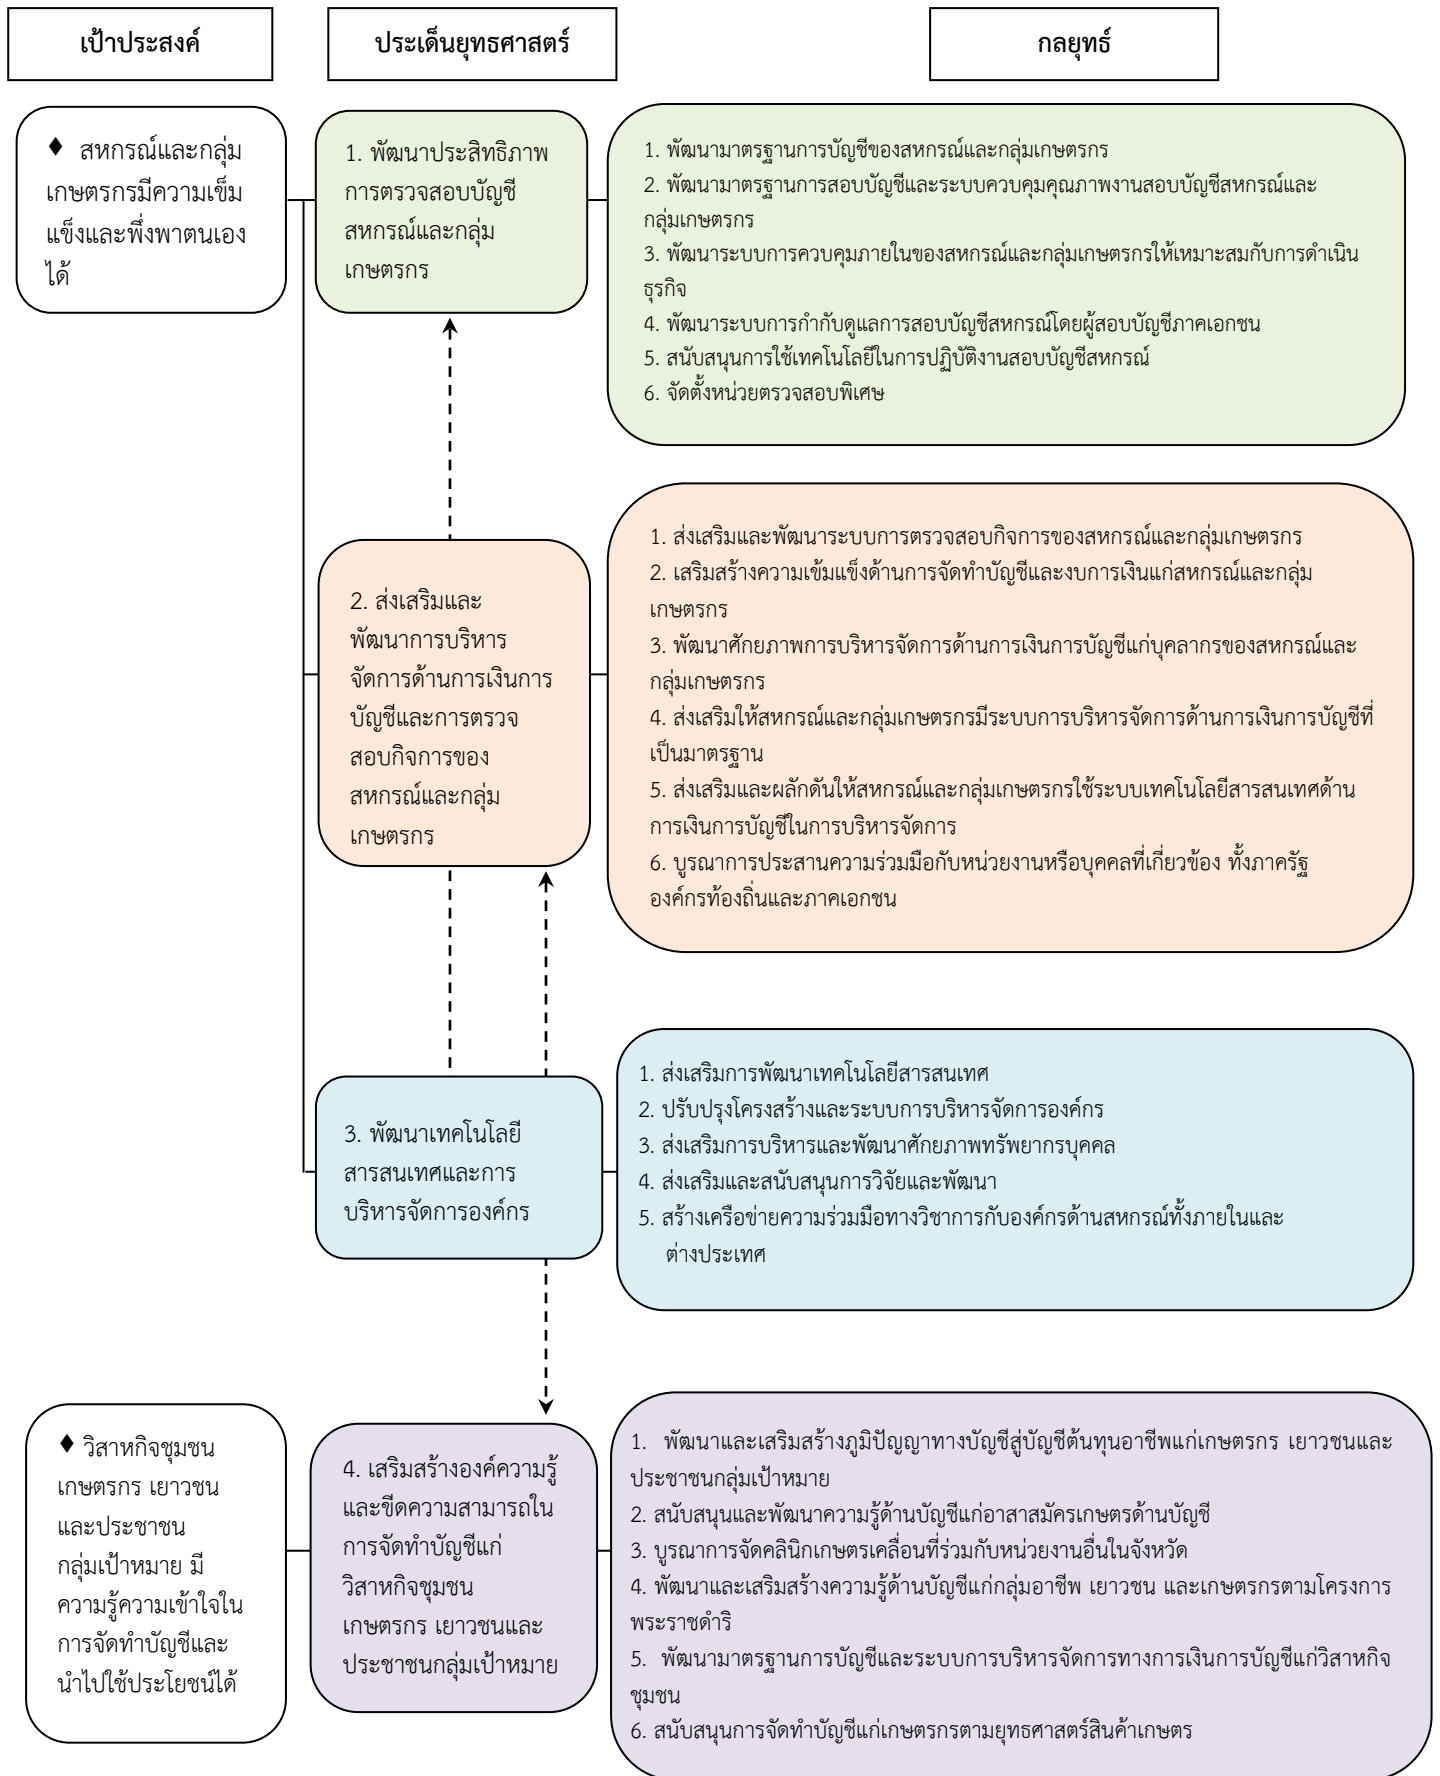 เป้าประสงค์
ประเด็นยุทธศาสตร์
กลยุทธ์
♦ สหกรณ์และกลุ่ม
เกษตรกรมีความเข็ม
แข็งและพึ่งพาตนเอง
ได้
1. พัฒนาประสิทธิภาพ
การตรวจสอบบัญชี
สหกรณ์และกลุ่ม
เกษตรกร
1. พัฒนามาตรฐานการบัญชีของสหกรณ์และกลุ่มเกษตรกร
2. พัฒนามาตรฐานการสอบบัญชีและระบบควบคุมคุณภาพงานสอบบัญชีสหกรณ์และ
กลุ่มเกษตรกร
3. พัฒนาระบบการควบคุมภายในของสหกรณ์และกลุ่มเกษตรกรให้เหมาะสมกับการดำเนิน
ธุรกิจ
4. พัฒนาระบบการกำกับดูแลการสอบบัญชีสหกรณ์โดยผู้สอบบัญชีภาคเอกชน
5. สนับสนุนการใช้เทคโนโลยีในการปฏิบัติงานสอบบัญชีสหกรณ์
6. จัดตั้งหน่วยตรวจสอบพิเศษ
2. ส่งเสริมและ
พัฒนาการบริหาร
จัดการด้านการเงินการ
บัญชีและการตรวจ
สอบกิจการของ
สหกรณ์และกลุ่ม
เกษตรกร
1. ส่งเสริมและพัฒนาระบบการตรวจสอบกิจการของสหกรณ์และกลุ่มเกษตรกร
2. เสริมสร้างความเข้มแข็งด้านการจัดทำบัญชีและงบการเงินแก่สหกรณ์และกลุ่ม
เกษตรกร
3. พัฒนาศักยภาพการบริหารจัดการด้านการเงินการบัญชีแก่บุคลากรของสหกรณ์และ
กลุ่มเกษตรกร
4. ส่งเสริมให้สหกรณ์และกลุ่มเกษตรกรมีระบบการบริหารจัดการด้านการเงินการบัญชีที่
เป็นมาตรฐาน
5. ส่งเสริมและผลักดันให้สหกรณ์และกลุ่มเกษตรกรใช้ระบบเทคโนโลยีสารสนเทศด้าน
การเงินการบัญชีในการบริหารจัดการ
6. บูรณาการประสานความร่วมมือกับหน่วยงานหรือบุคคลที่เกี่ยวข้อง ทั้งภาครัฐ
องค์กรท้องถิ่นและภาคเอกชน
3. พัฒนาเทคโนโลยี
สารสนเทศและการ
บริหารจัดการองค์กร
1. ส่งเสริมการพัฒนาเทคโนโลยีสารสนเทศ
2. ปรับปรุงโครงสร้างและระบบการบริหารจัดการองค์กร
3. ส่งเสริมการบริหารและพัฒนาศักยภาพทรัพยากรบุคคล
4. ส่งเสริมและสนับสนุนการวิจัยและพัฒนา
5. สร้างเครือข่ายความร่วมมือทางวิชาการกับองค์กรด้านสหกรณ์ทั้งภายในและ
ต่างประเทศ
♦ วิสาหกิจชุมชน
เกษตรกร เยาวชน
และประชาชน
กลุ่มเป้าหมาย มี
ความรู้ความเข้าใจใน
การจัดทำบัญชีและ
นำไปใช้ประโยชน์ได้
4. เสริมสร้างองค์ความรู้
และขีดความสามารถใน
การจัดทำบัญชีแก่
วิสาหกิจชุมชน
เกษตรกร เยาวชนและ
ประชาชนกลุ่มเป้าหมาย
1. พัฒนาและเสริมสร้างภูมิปัญญาทางบัญชีสู่บัญชีต้นทุนอาชีพแก่เกษตรกร เยาวชนและ
ประชาชนกลุ่มเป้าหมาย
2. สนับสนุนและพัฒนาความรู้ด้านบัญชีแก่อาสาสมัครเกษตรด้านบัญชี
3. บูรณาการจัดคลินิกเกษตรเคลื่อนที่ร่วมกับหน่วยงานอื่นในจังหวัด
4. พัฒนาและเสริมสร้างความรู้ด้านบัญชีแก่กลุ่มอาชีพ เยาวชน และเกษตรกรตามโครงการ
พระราชดำริ
5. พัฒนามาตรฐานการบัญชีและระบบการบริหารจัดการทางการเงินการบัญชีแก่วิสาหกิจ
ชุมชน
6. สนับสนุนการจัดทำบัญชีแก่เกษตรกรตามยุทธศาสตร์สินค้าเกษตร